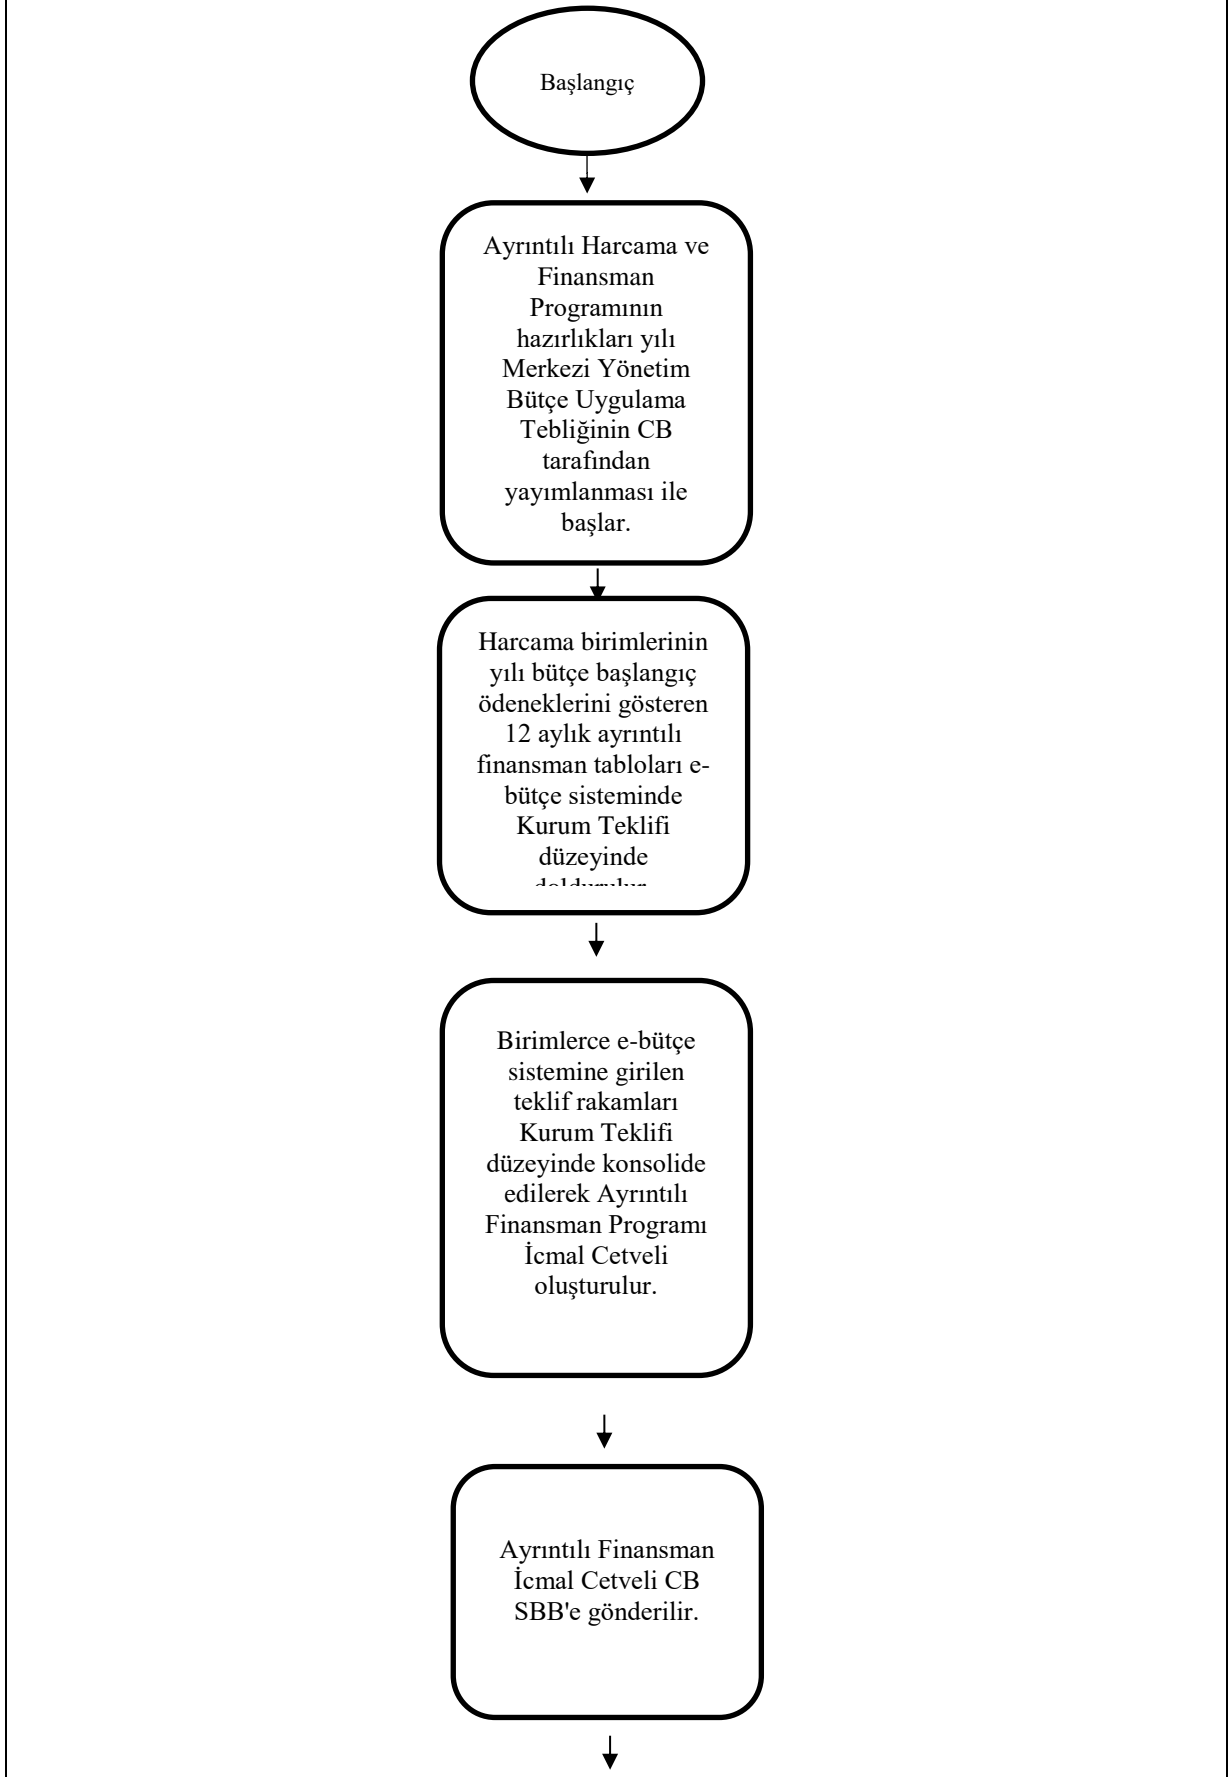 Başlangıç
Ayrıntılı Harcama ve
Finansman
Programının
hazırlıkları yılı
Merkezi Yönetim
Bütçe Uygulama
Tebliğinin CB
tarafından
yayımlanması ile
başlar.
Harcama birimlerinin
yılı bütçe başlangıç
ödeneklerini gösteren
12 aylık ayrıntılı
finansman tabloları e-
bütçe sisteminde
Kurum Teklifi
düzeyinde
doldurulur.
Birimlerce e-bütçe
sistemine girilen
teklif rakamları
Kurum Teklifi
düzeyinde konsolide
edilerek Ayrıntılı
Finansman Programı
İcmal Cetveli
oluşturulur.
Ayrıntılı Finansman
İcmal Cetveli CB
SBB'e gönderilir.